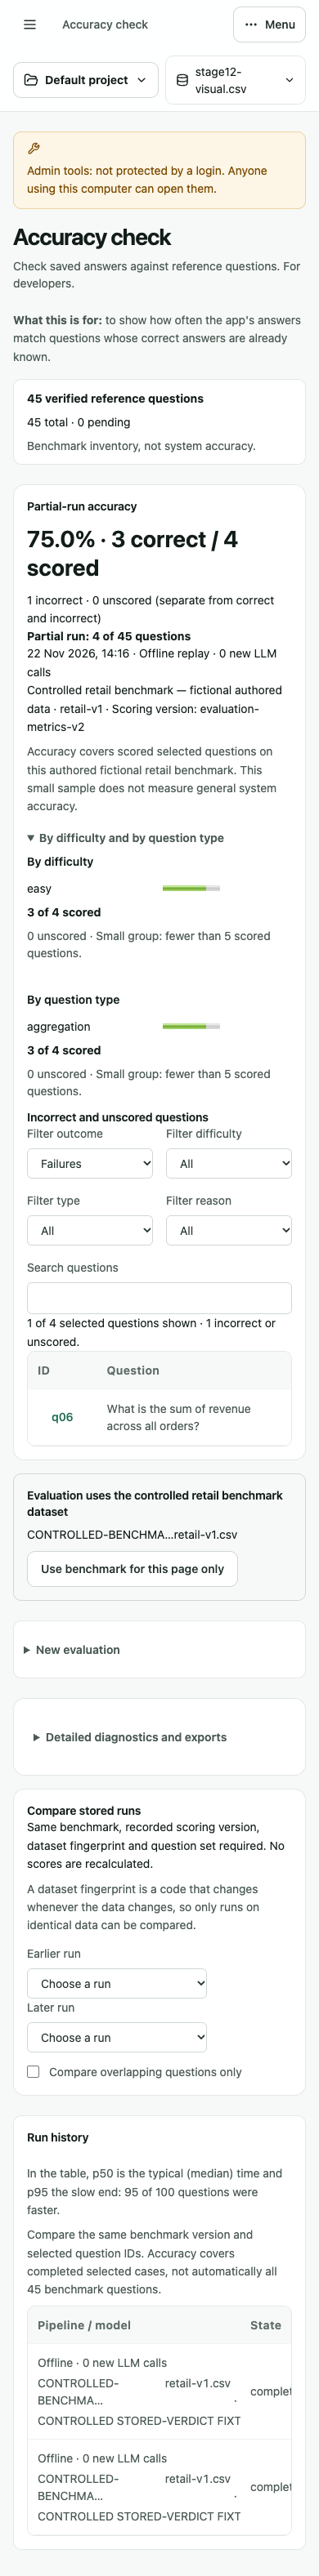 Accuracy check
Menu
Default project
stage12-
visual.csv
Admin tools: not protected by a login. Anyone
using this computer can open them.
Accuracy check
Check saved answers against reference questions. For
developers.
What this is for: to show how often the app's answers
match questions whose correct answers are already
known.
45 verified reference questions
45 total · 0 pending
Benchmark inventory, not system accuracy.
Partial-run accuracy
75.0% · 3 correct / 4
scored
1 incorrect · 0 unscored (separate from correct
and incorrect)
Partial run: 4 of 45 questions
22 Nov 2026, 14:16 · Offline replay · 0 new LLM
calls
Controlled retail benchmark — fictional authored
data · retail-v1 · Scoring version: evaluation-
metrics-v2
Accuracy covers scored selected questions on
this authored fictional retail benchmark. This
small sample does not measure general system
accuracy.
By difficulty and by question type
By difficulty
easy
3 of 4 scored
0 unscored · Small group: fewer than 5 scored
questions.
By question type
aggregation
3 of 4 scored
0 unscored · Small group: fewer than 5 scored
questions.
Incorrect and unscored questions
Filter outcome Filter difficulty
Failures All
Filter type Filter reason
All All
Search questions
1 of 4 selected questions shown · 1 incorrect or
unscored.
ID Question
q06 What is the sum of revenue
across all orders?
Evaluation uses the controlled retail benchmark
dataset
CONTROLLED-BENCHMA...retail-v1.csv
Use benchmark for this page only
New evaluation
Detailed diagnostics and exports
Compare stored runs
Same benchmark, recorded scoring version,
dataset fingerprint and question set required. No
scores are recalculated.
A dataset fingerprint is a code that changes
whenever the data changes, so only runs on
identical data can be compared.
Earlier run
Choose a run
Later run
Choose a run
Compare overlapping questions only
Run history
In the table, p50 is the typical (median) time and
p95 the slow end: 95 of 100 questions were
faster.
Compare the same benchmark version and
selected question IDs. Accuracy covers
completed selected cases, not automatically all
45 benchmark questions.
Pipeline / model State
Offline · 0 new LLM calls
CONTROLLED- retail-v1.csv
BENCHMA... ·
complet
CONTROLLED STORED-VERDICT FIXT
Offline · 0 new LLM calls
CONTROLLED- retail-v1.csv
BENCHMA... ·
complet
CONTROLLED STORED-VERDICT FIXT